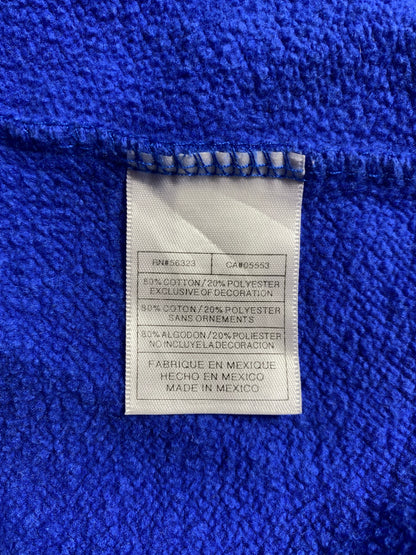 RN#56323 CA#05553
80% COTTON/20% POLYESTER
EXCLUSIVE OF DECORATION
80% COTON/20% POLYESTER
SANS ORNEMENTS
80% ALGODON/20% POLIESTER
NO INCLUYE LA DECORACIÓN
FABRIQUE EN MEXIQUE
HECHO EN MEXICO
MADE IN MEXICO